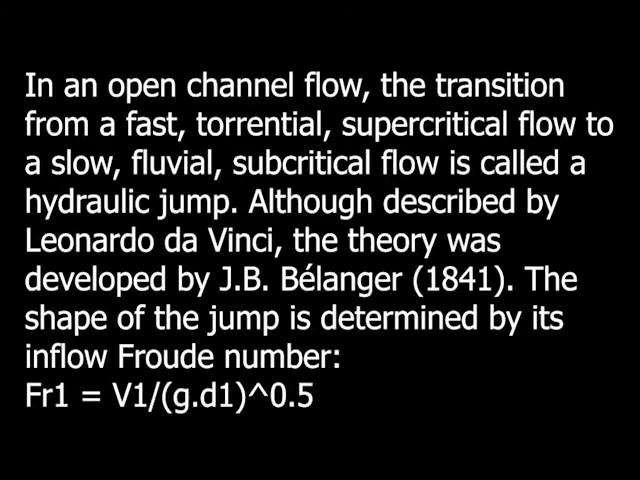 In an open channel flow, the transition
from a fast, torrential, supercritical flow to
a slow, fluvial, subcritical flow is called a
hydraulic jump. Although described by
Leonardo da Vinci, the theory was
developed by J.B. Bélanger (1841). The
shape of the jump is determined by its
inflow Froude number:
Fr1 = V1/(g.d1)^0.5